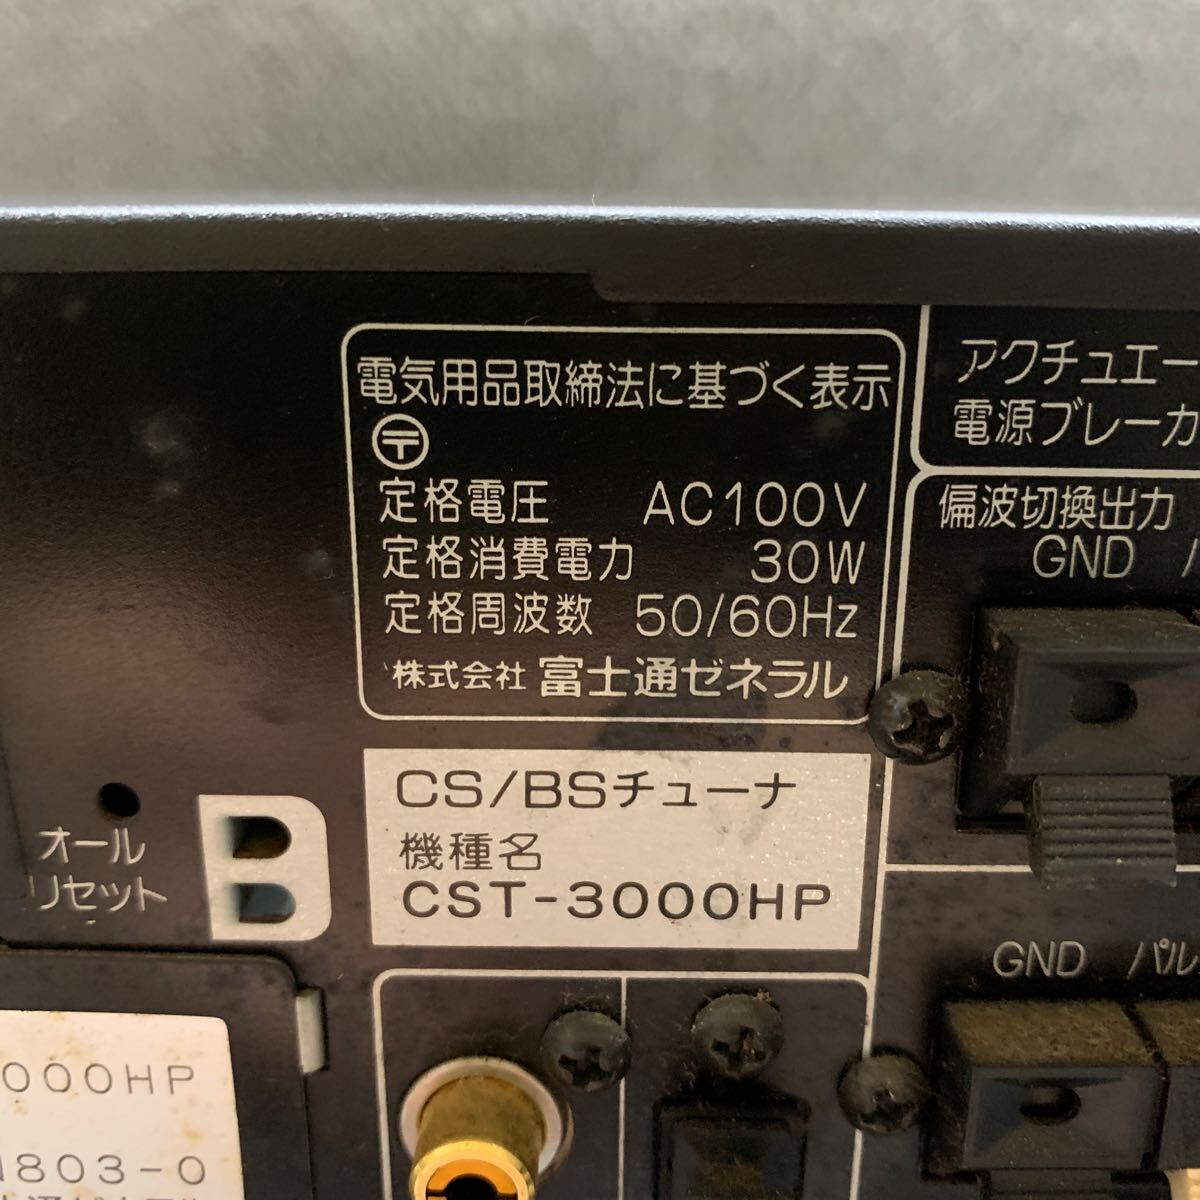 電気用品取締法に基づく表示
〒
定格電圧 AC100V
定格消費電力 30W
定格周波数 50/60Hz
株式会社 富士通ゼネラル
アクチュエー
電源ブレーカ
偏波切換出力
GND /
CS/BSチューナ
機種名
CST-3000HP
オール
リセット
B
GND /パル
000HP
1803-0